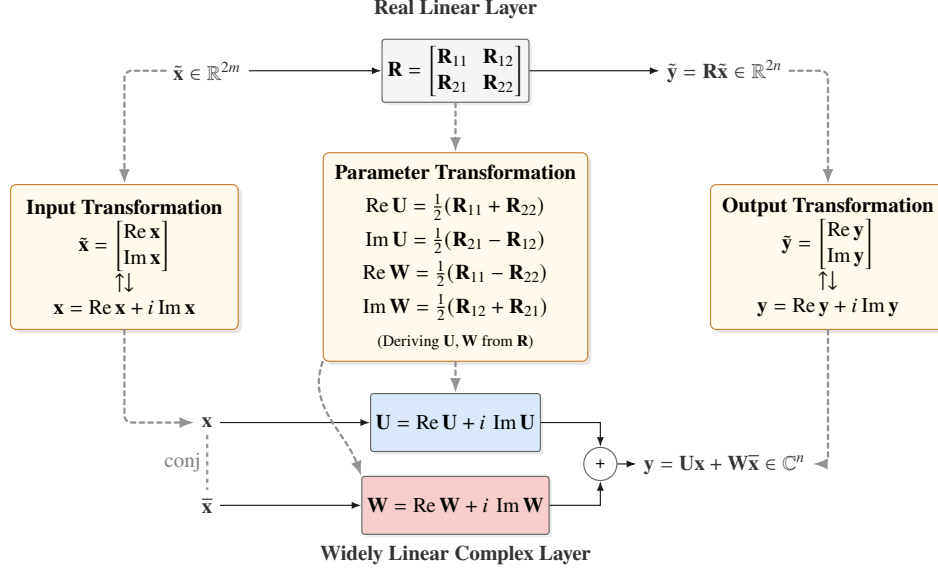 Real Linear Layer
x̃ ∈ ℝ^{2m}
R = [R₁₁ R₁₂
R₂₁ R₂₂]
ỹ = Rx̃ ∈ ℝ^{2n}
Input Transformation
x̃ = [Re x
Im x]
↑↓
x = Re x + i Im x
Parameter Transformation
Re U = ½(R₁₁ + R₂₂)
Im U = ½(R₂₁ − R₁₂)
Re W = ½(R₁₁ − R₂₂)
Im W = ½(R₁₂ + R₂₁)
(Deriving U, W from R)
Output Transformation
ỹ = [Re y
Im y]
↑↓
y = Re y + i Im y
x
conj
x̅
U = Re U + i Im U
W = Re W + i Im W
+
y = Ux + Wx̅ ∈ ℂⁿ
Widely Linear Complex Layer